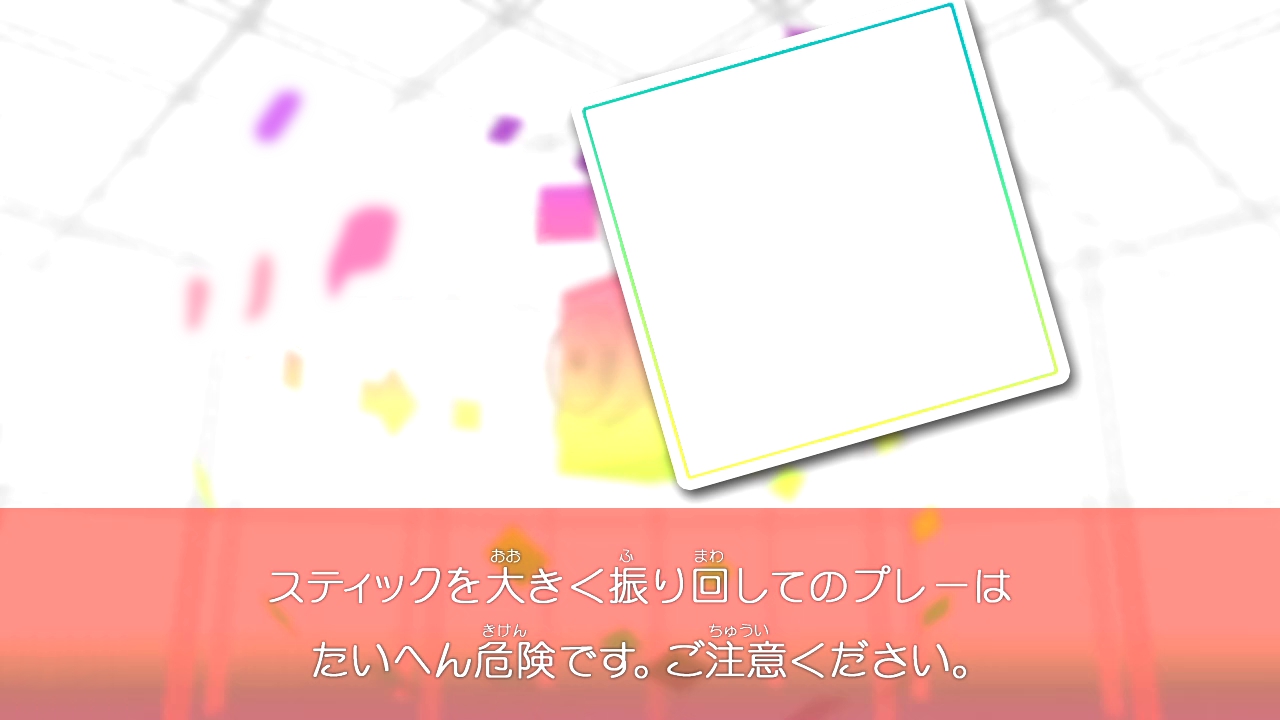 スティックを大きく振り回してのプレーは
たいへん危険です。ご注意ください。